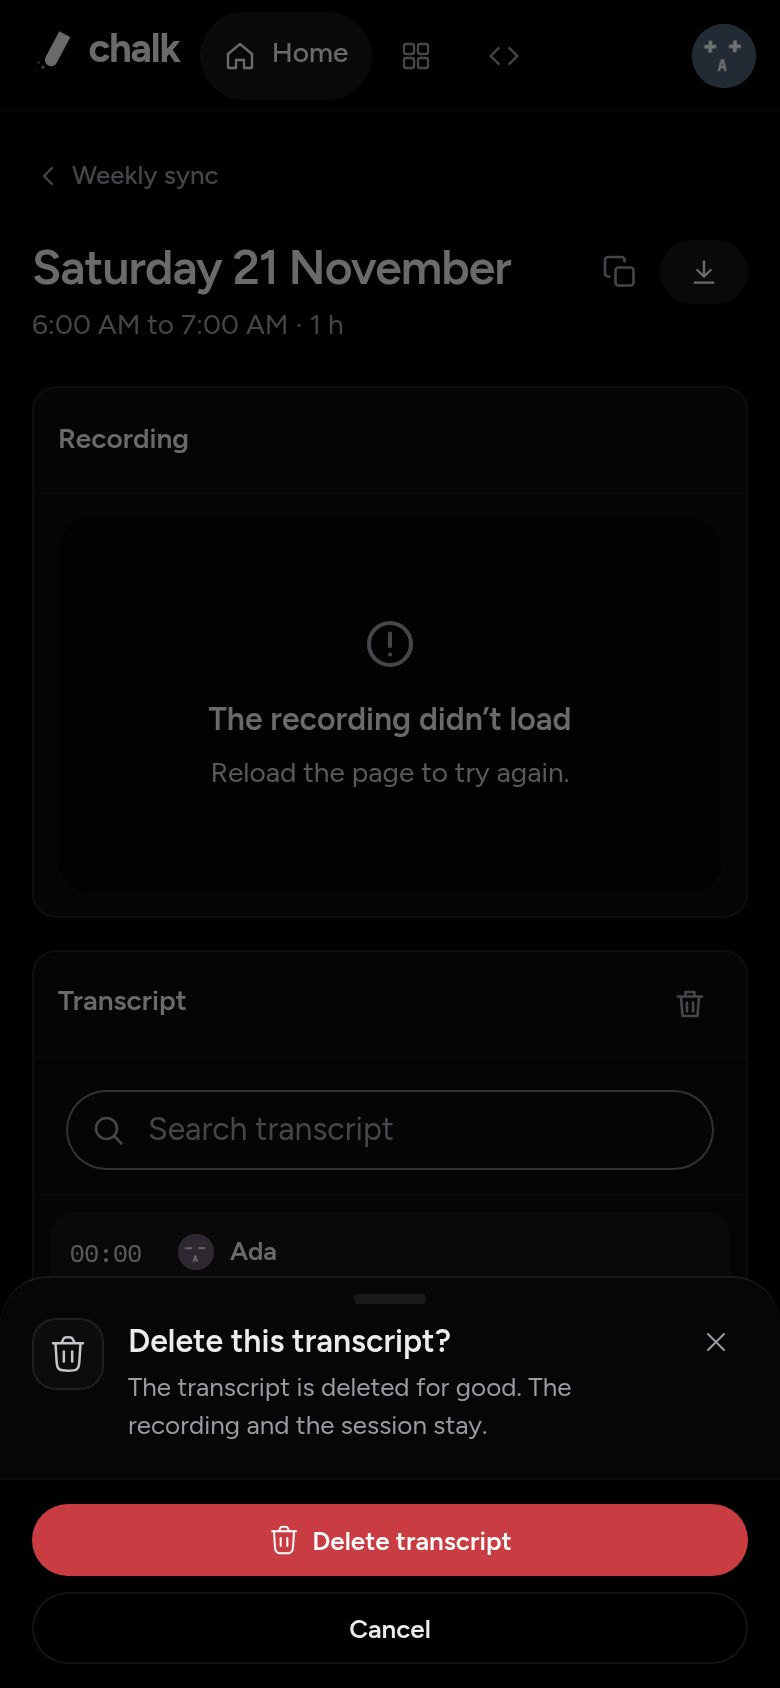 chalk
Home
A
Weekly sync
Saturday 21 November
6:00 AM to 7:00 AM · 1 h
Recording
The recording didn’t load
Reload the page to try again.
Transcript
Search transcript
00:00
A
Ada
Delete this transcript?
The transcript is deleted for good. The
recording and the session stay.
Delete transcript
Cancel